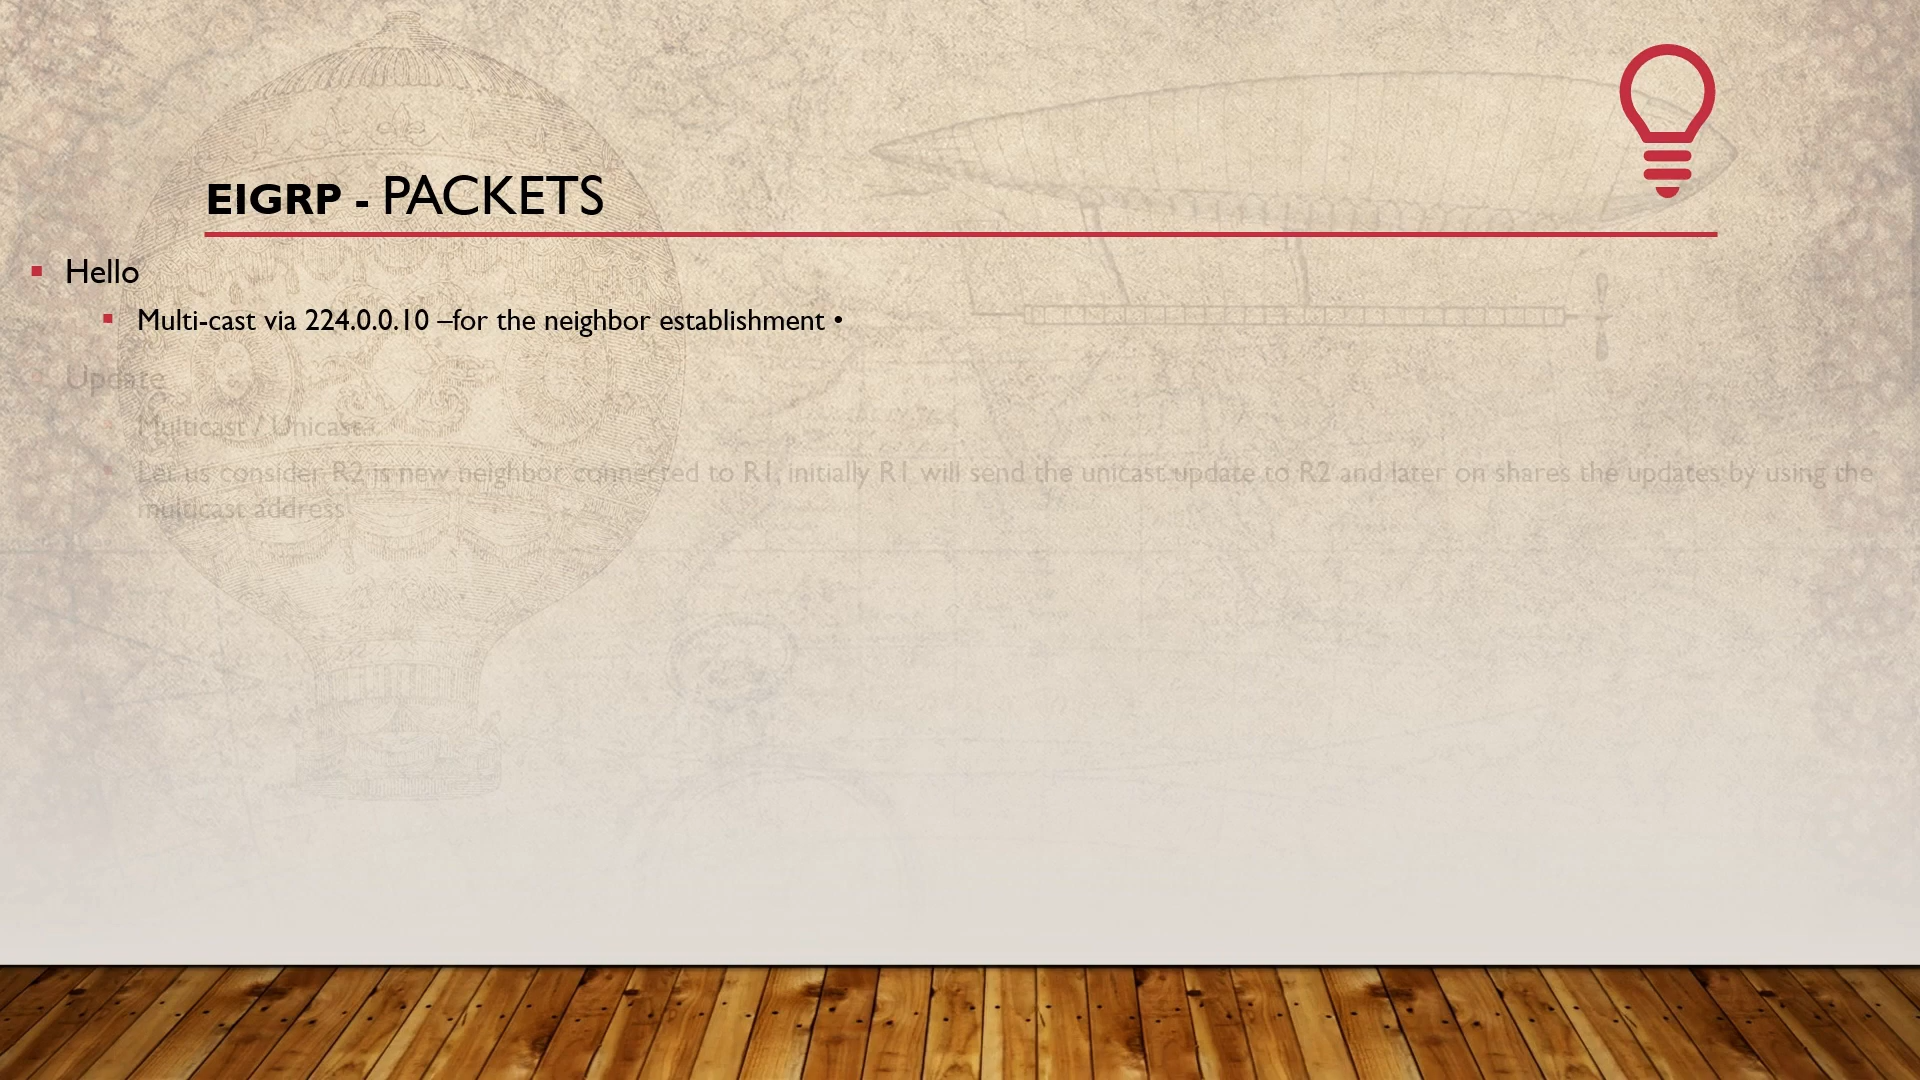 EIGRP - PACKETS
▪ Hello
▪ Multi-cast via 224.0.0.10 –for the neighbor establishment •
▪ Update
▪ Multicast / Unicast
▪ Let us consider R2 is new neighbor connected to R1, initially R1 will send the unicast update to R2 and later on shares the updates by using the
multicast address